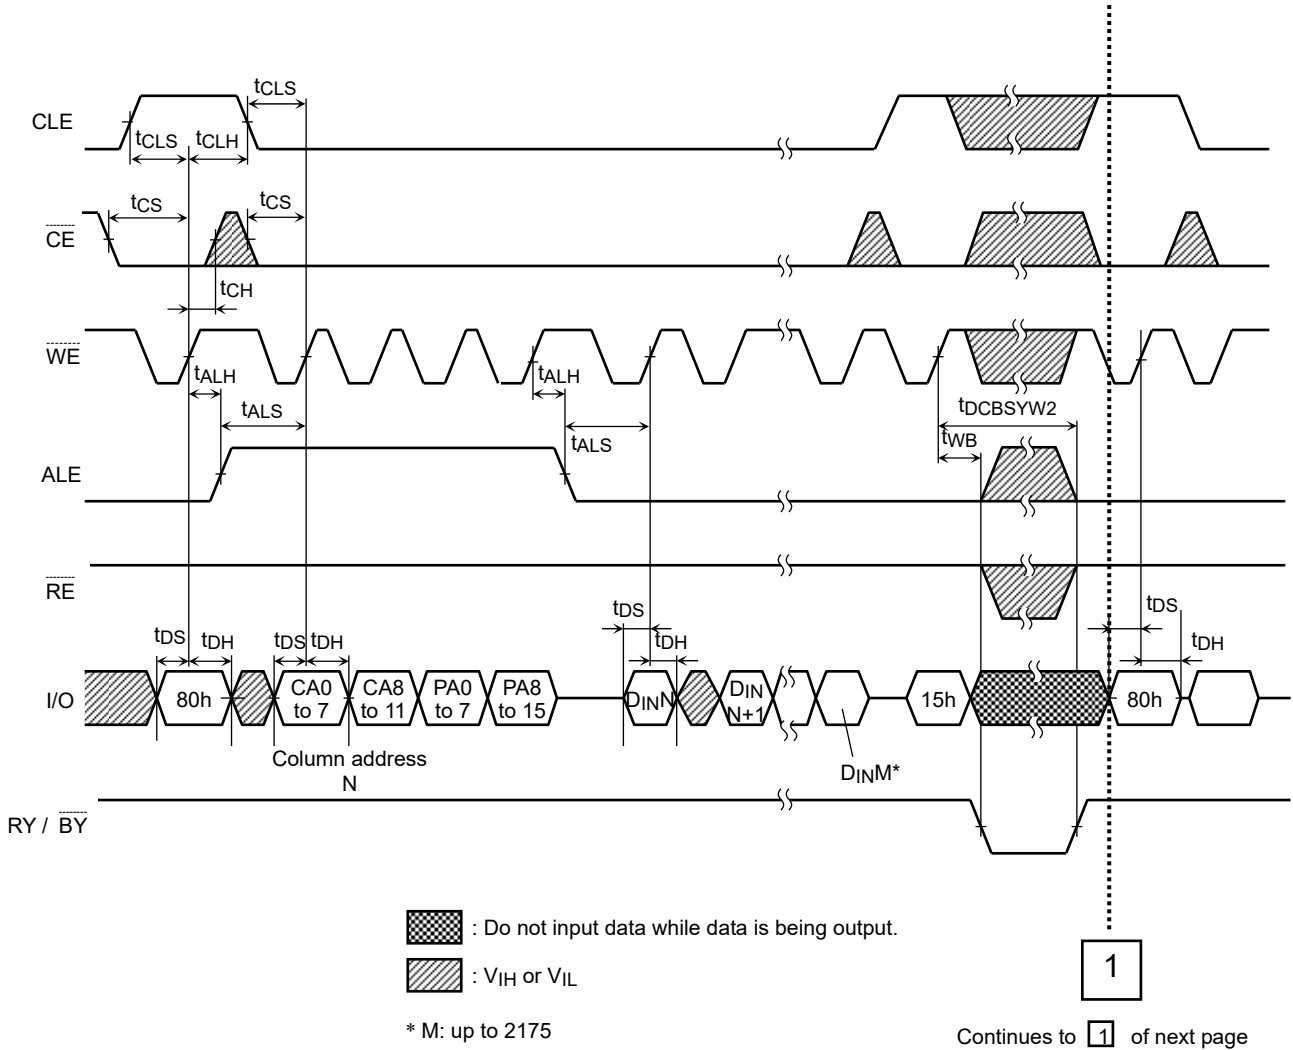 CLE
tCLS
tCLS
tCLH
CE
tCS
tCS
tCH
WE
tALH
tALH
tALS
tALS
tDCBSYW2
tWB
ALE
RE
tDS
tDH
tDS
tDH
tDS
tDH
tDS
tDH
I/O
80h
CA0 to 7
CA8 to 11
PA0 to 7
PA8 to 15
DINN
DIN N+1
15h
80h
Column address
N
DINM*
RY / BY
: Do not input data while data is being output.
: VIH or VIL
* M: up to 2175
1
Continues to 1 of next page